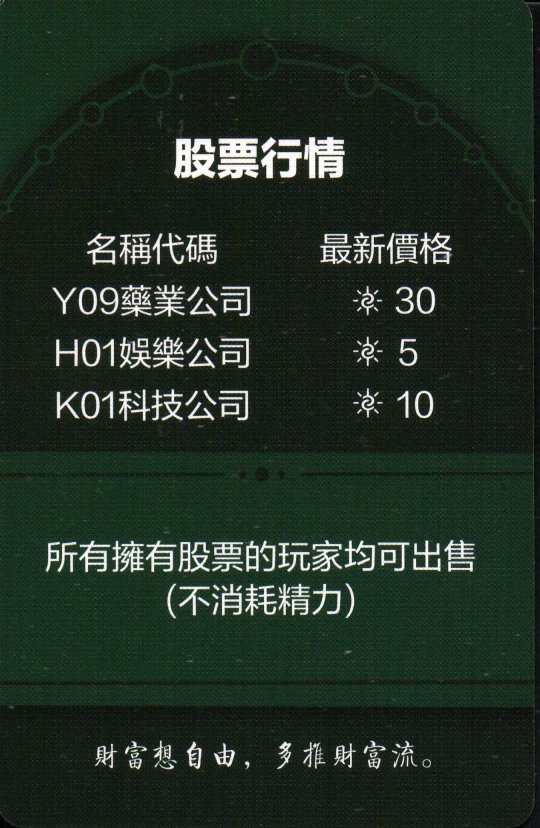 股票行情
名稱代碼 最新價格
Y09藥業公司 30
H01娛樂公司 5
K01科技公司 10
所有擁有股票的玩家均可出售
（不消耗精力）
財富想自由，多推財富流。